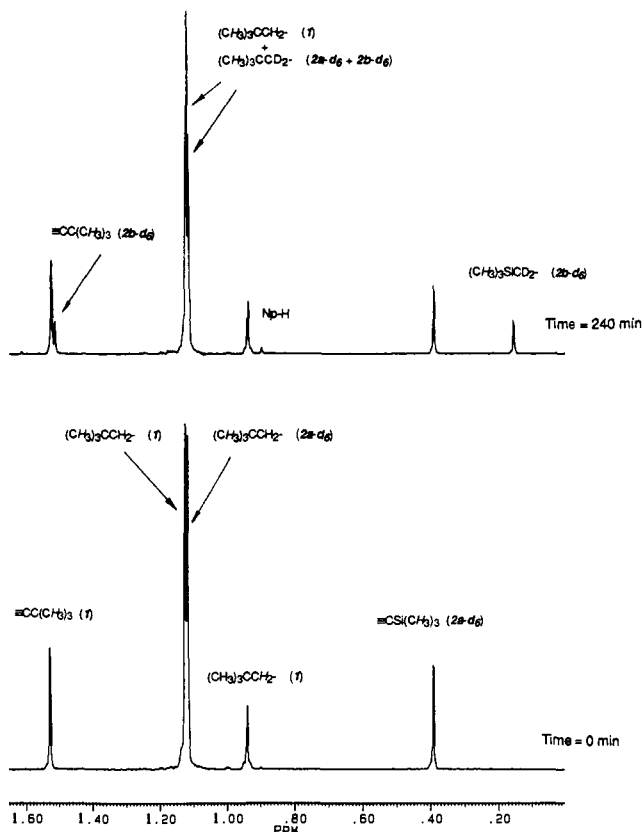 (CH3)3CCH2- (1)
+
(CH3)3CCD2- (2a-d6 + 2b-d6)
≡CC(CH3)3 (2b-d6)
Np-H
(CH3)3SiCD2- (2b-d6)
Time = 240 min
(CH3)3CCH2- (1)
(CH3)3CCH2- (2a-d6)
≡CC(CH3)3 (1)
≡CSi(CH3)3 (2a-d6)
(CH3)3CCH2- (1)
Time = 0 min
1.60 1.40 1.20 1.00 .80 .60 .40 .20
PPM